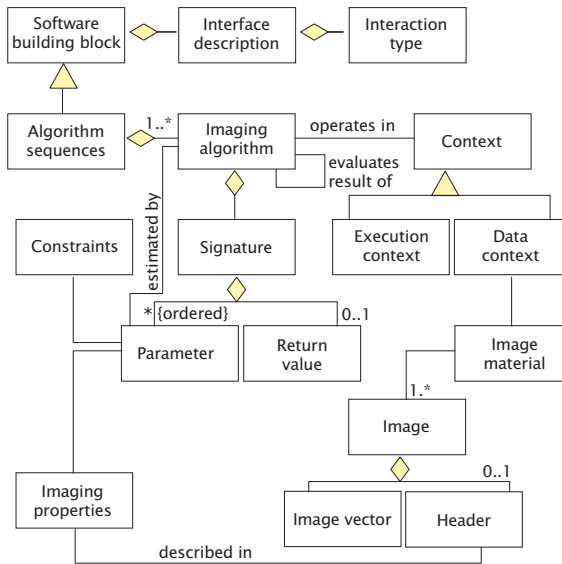 Software
building block
Interface
description
Interaction
type
Algorithm
sequences
1..*
Imaging
algorithm
operates in
Context
evaluates
result of
estimated by
Constraints
Signature
Execution
context
Data
context
* {ordered}
0..1
Parameter
Return
value
Image
material
1..*
Image
Imaging
properties
0..1
Image vector
Header
described in